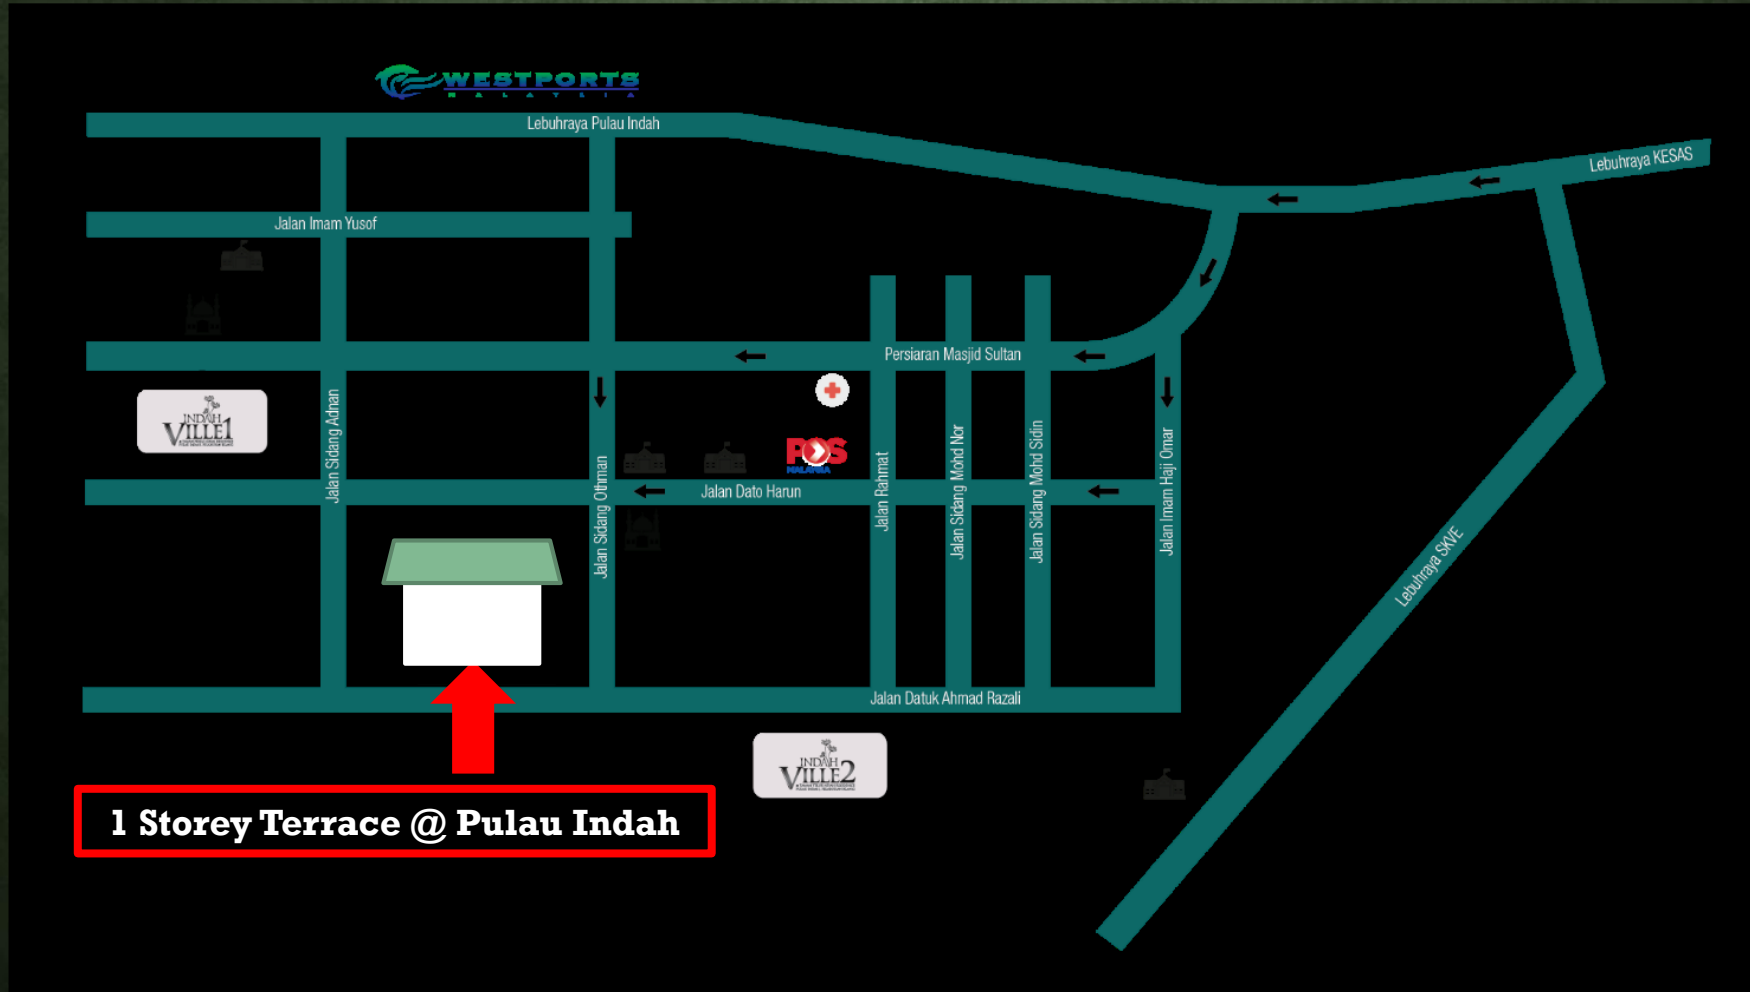 WESTPORTS
MALAYSIA
Lebuhraya Pulau Indah
Lebuhraya KESAS
Jalan Imam Yusof
Persiaran Masjid Sultan
INDAH
VILLE1
Jalan Sidang Adnan
Jalan Sidang Othman
POS
MALAYSIA
Jalan Dato Harun
Jalan Rahmat
Jalan Sidang Mohd Nor
Jalan Sidang Mohd Sidin
Jalan Imam Haji Omar
Lebuhraya SKVE
Jalan Datuk Ahmad Razali
INDAH
VILLE2
1 Storey Terrace @ Pulau Indah